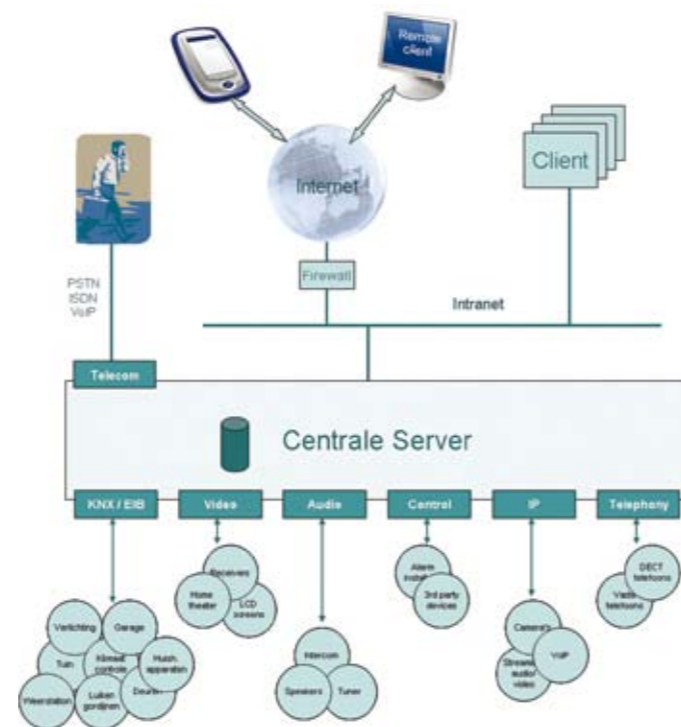 Remote
client
Internet
Client
Firewall
PSTN
ISDN
VoIP
Intranet
Telecom
Centrale Server
KNX / EIB
Video
Audio
Control
IP
Telephony
Receivers
Home
theater
LCD
screens
Alarm
3rd party
devices
DECT
telefoons
Vaste
telefoons
Verlichting
Garage
Tuin
Klimaat
controle
Huish.
apparaten
Weerstation
Luiken
gordijnen
Intercom
Speakers
Tuner
Camera's
VoIP
audio/
video